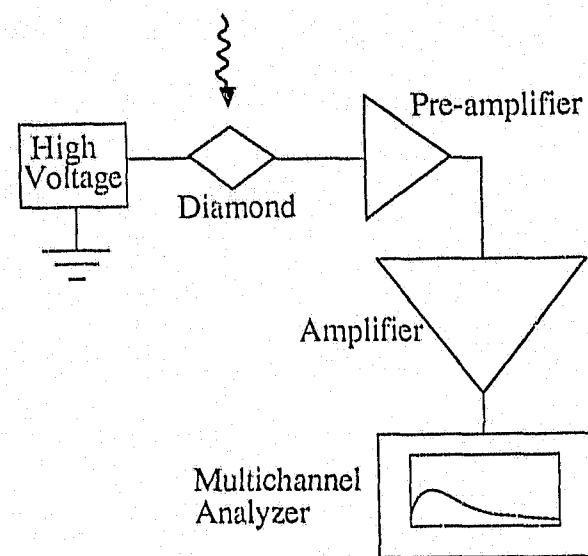 Pre-amplifier
High
Voltage
Diamond
Amplifier
Multichannel
Analyzer